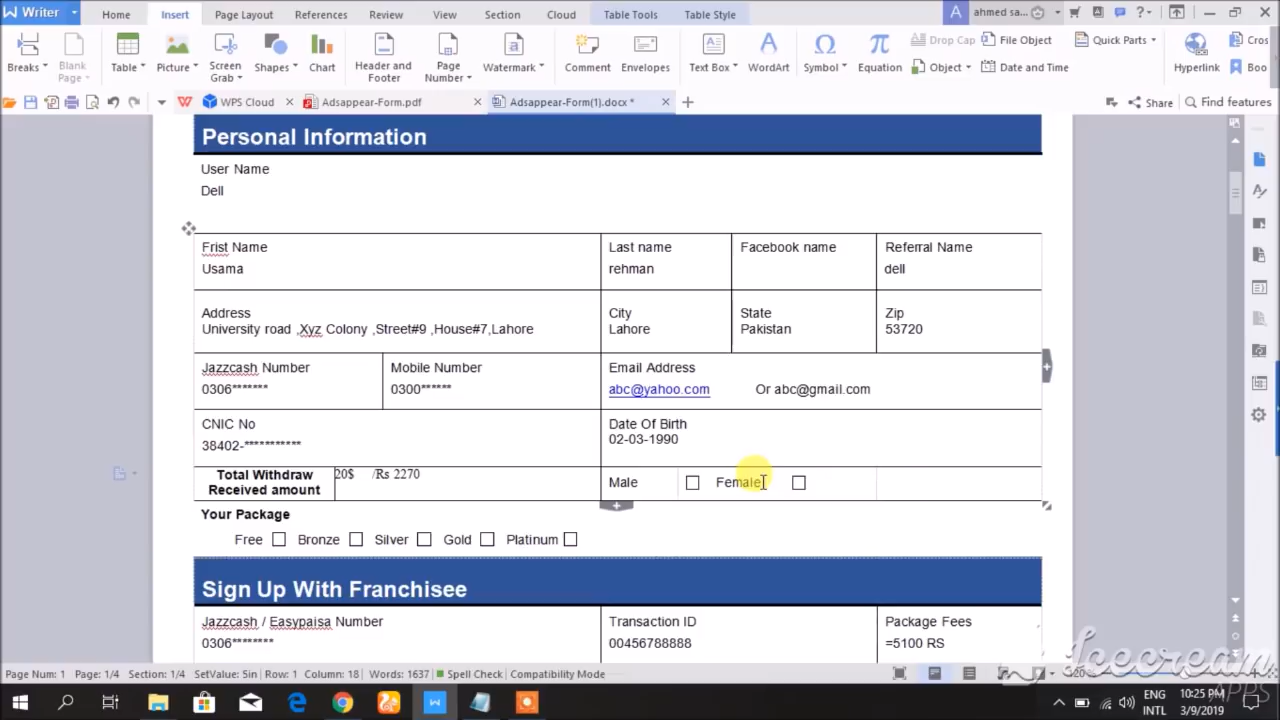 Writer Home Insert Page Layout References Review View Section Cloud Table Tools Table Style A ahmed sa...
Breaks Blank Page Table Picture Screen Grab Shapes Chart Header and Footer Page Number Watermark Comment Envelopes Text Box WordArt Drop Cap Symbol Equation File Object Object Date and Time Quick Parts Hyperlink Cros
Boo
WPS Cloud Adsappear-Form.pdf Adsappear-Form(1).docx * Share Find features
Personal Information
User Name
Dell
Frist Name Last name Facebook name Referral Name
Usama rehman dell
Address City State Zip
University road ,Xyz Colony ,Street#9 ,House#7,Lahore Lahore Pakistan 53720
Jazzcash Number Mobile Number Email Address
0306******* 0300****** abc@yahoo.com Or abc@gmail.com
CNIC No Date Of Birth
38402-*********** 02-03-1990
Total Withdraw Received amount 20$ /Rs 2270 Male Female
Your Package
Free Bronze Silver Gold Platinum
Sign Up With Franchisee
Jazzcash / Easypaisa Number Transaction ID Package Fees
0306******** 00456788888 =5100 RS
Page Num: 1 Page: 1/4 Section: 1/4 SetValue: 5in Row: 1 Column: 18 Words: 1637 Spell Check Compatibility Mode
Icecream
APPS
ENG 10:25 PM
INTL 3/9/2019